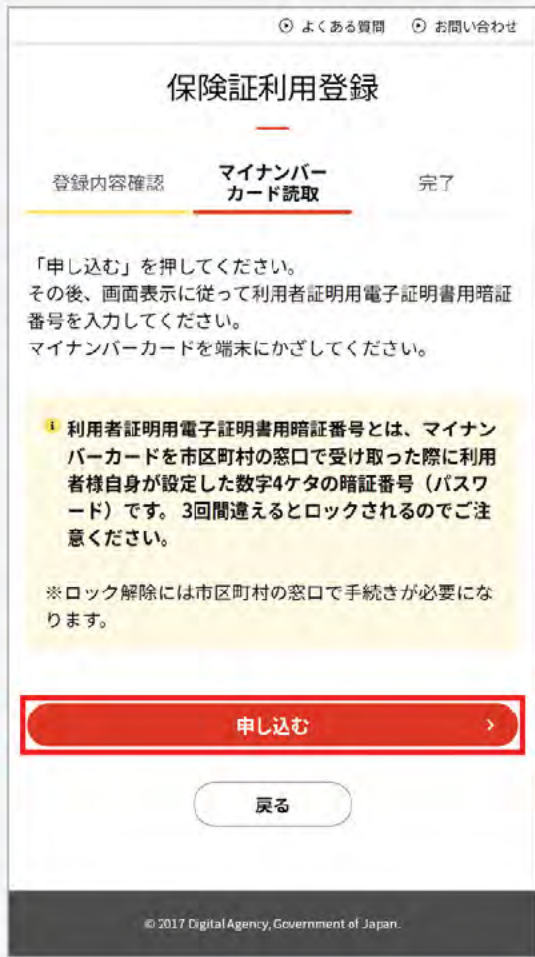 よくある質問 お問い合わせ
保険証利用登録
登録内容確認
マイナンバー
カード読取
完了
「申し込む」を押してください。
その後、画面表示に従って利用者証明用電子証明書用暗証
番号を入力してください。
マイナンバーカードを端末にかざしてください。
利用者証明用電子証明書用暗証番号とは、マイナン
バーカードを市区町村の窓口で受け取った際に利用
者様自身が設定した数字4ケタの暗証番号（パスワ
ード）です。 3回間違えるとロックされるのでご注
意ください。
※ロック解除には市区町村の窓口で手続きが必要にな
ります。
申し込む
戻る
© 2017 Digital Agency, Government of Japan.